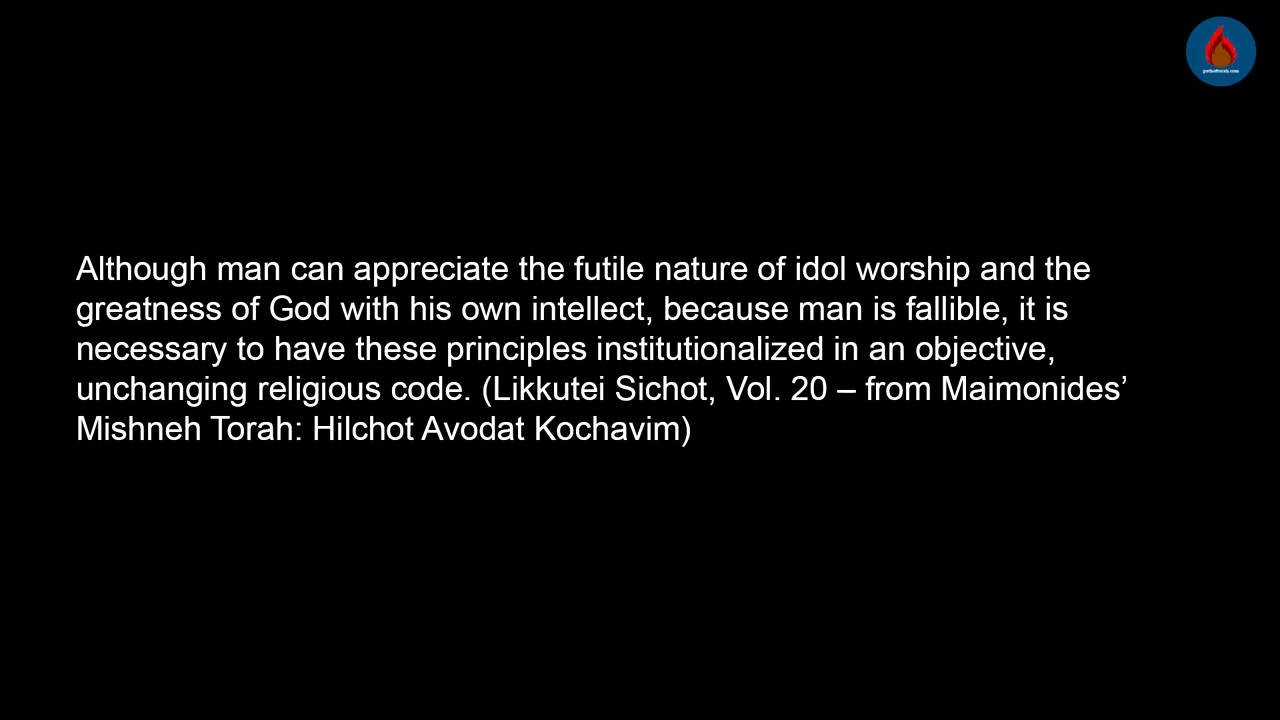 Although man can appreciate the futile nature of idol worship and the
greatness of God with his own intellect, because man is fallible, it is
necessary to have these principles institutionalized in an objective,
unchanging religious code. (Likkutei Sichot, Vol. 20 – from Maimonides’
Mishneh Torah: Hilchot Avodat Kochavim)